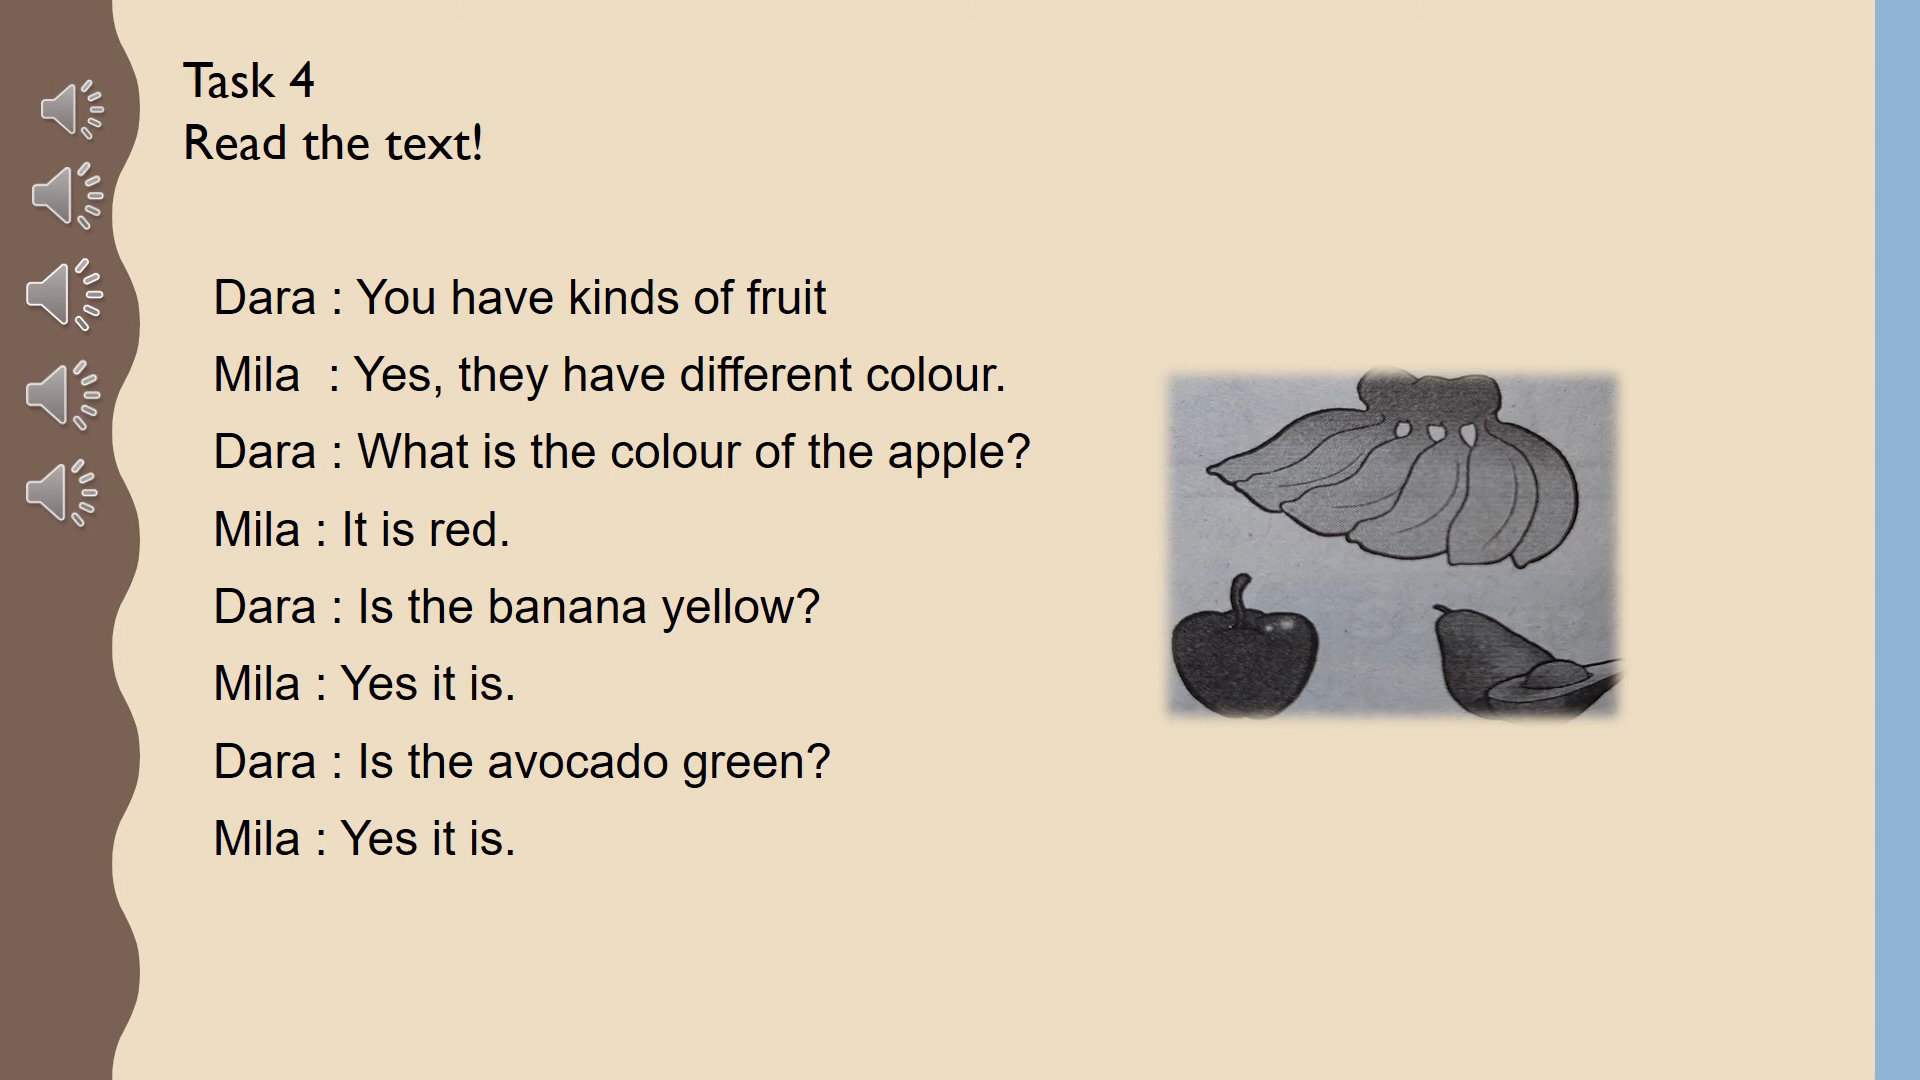 Task 4
Read the text!
Dara : You have kinds of fruit
Mila  : Yes, they have different colour.
Dara : What is the colour of the apple?
Mila : It is red.
Dara : Is the banana yellow?
Mila : Yes it is.
Dara : Is the avocado green?
Mila : Yes it is.